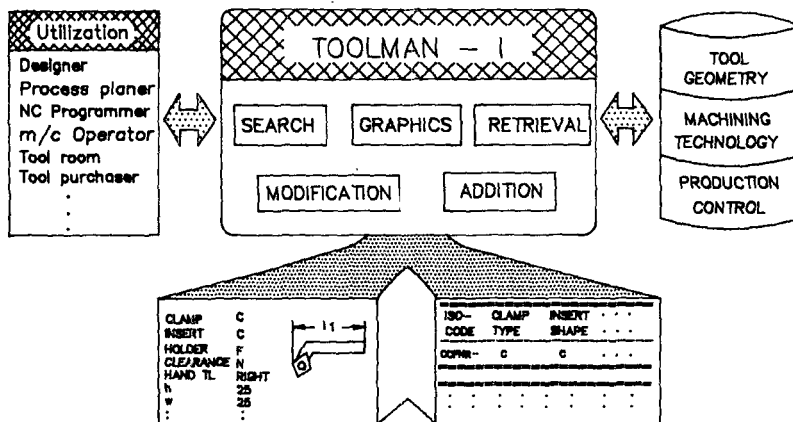 Utilization
Designer
Process planer
NC Programmer
m/c Operator
Tool room
Tool purchaser
TOOLMAN - I
SEARCH
GRAPHICS
RETRIEVAL
MODIFICATION
ADDITION
TOOL
GEOMETRY
MACHINING
TECHNOLOGY
PRODUCTION
CONTROL
CLAMP C
INSERT C
HOLDER F
CLEARANCE N
HAND TL RIGHT
h 25
w 25
l1
ISO- CLAMP INSERT . . .
CODE TYPE SHAPE . . .
C C . . .